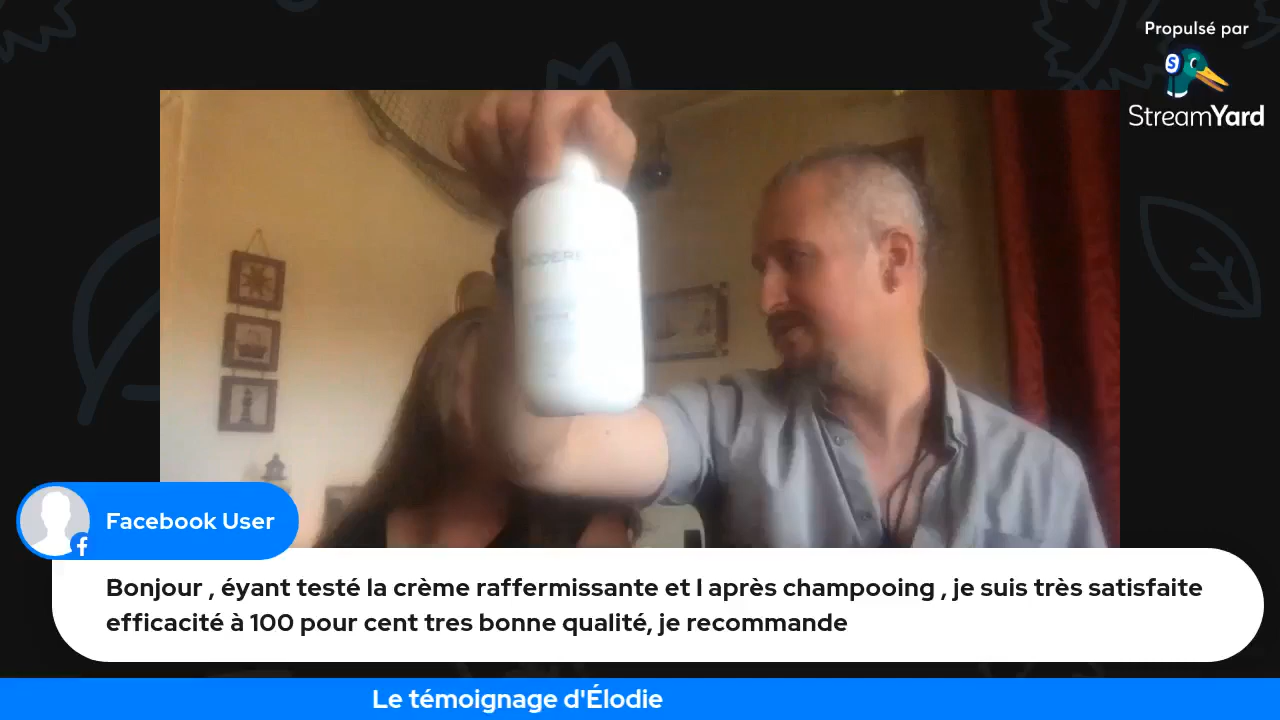 Propulsé par
StreamYard
Facebook User
Bonjour , éyant testé la crème raffermissante et l après champooing , je suis très satisfaite
efficacité à 100 pour cent tres bonne qualité, je recommande
Le témoignage d'Élodie